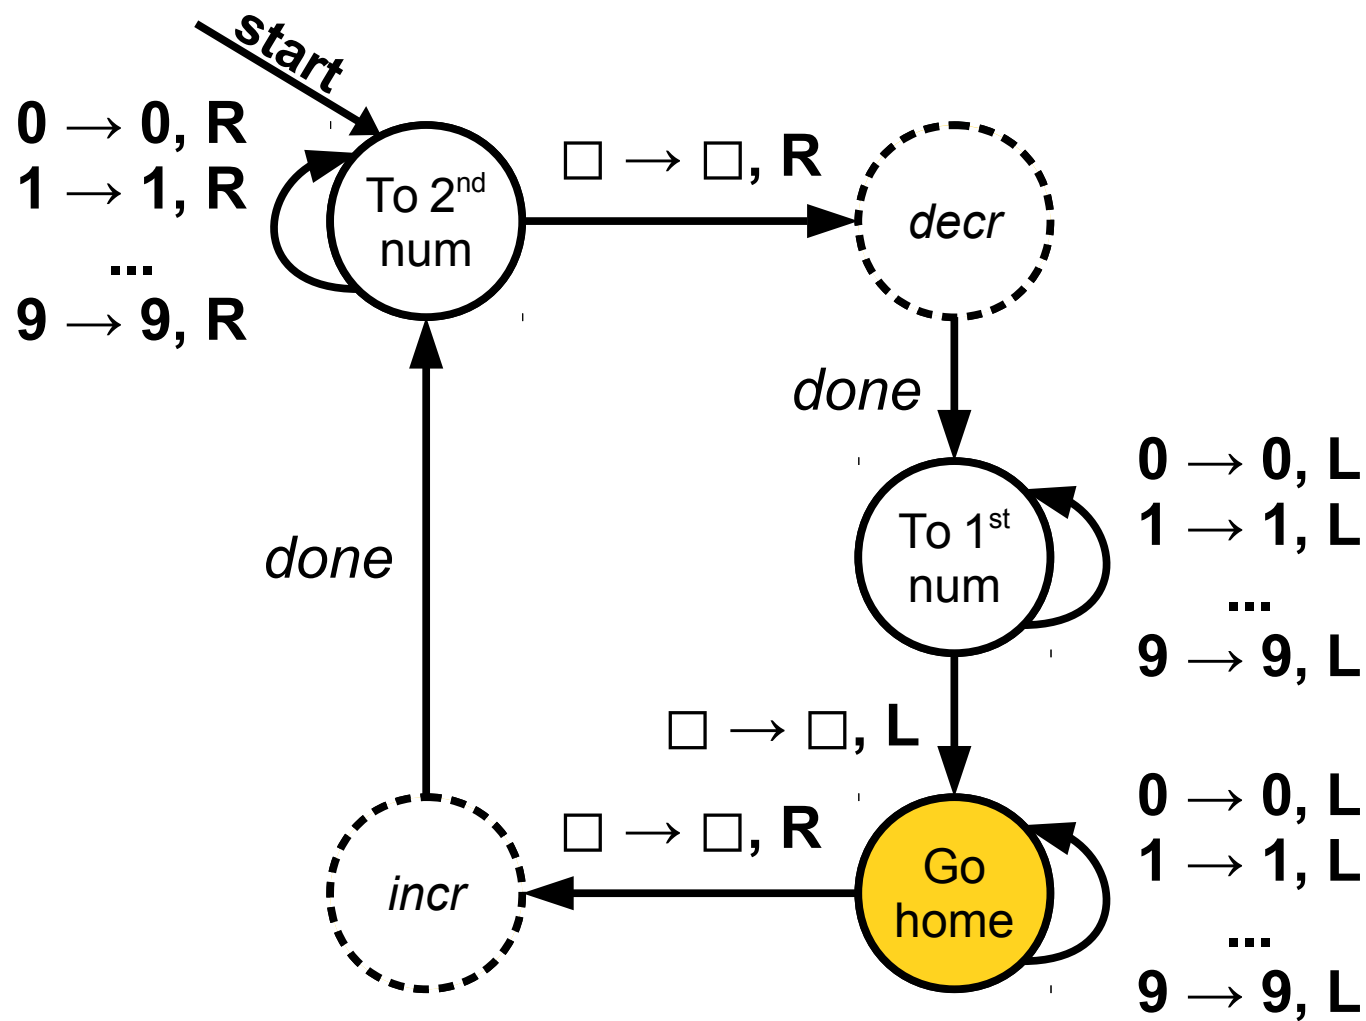 start
0 → 0, R
1 → 1, R
...
9 → 9, R
To 2nd
num
□ → □, R
decr
done
0 → 0, L
1 → 1, L
...
9 → 9, L
To 1st
num
□ → □, L
done
0 → 0, L
1 → 1, L
...
9 → 9, L
Go
home
□ → □, R
incr